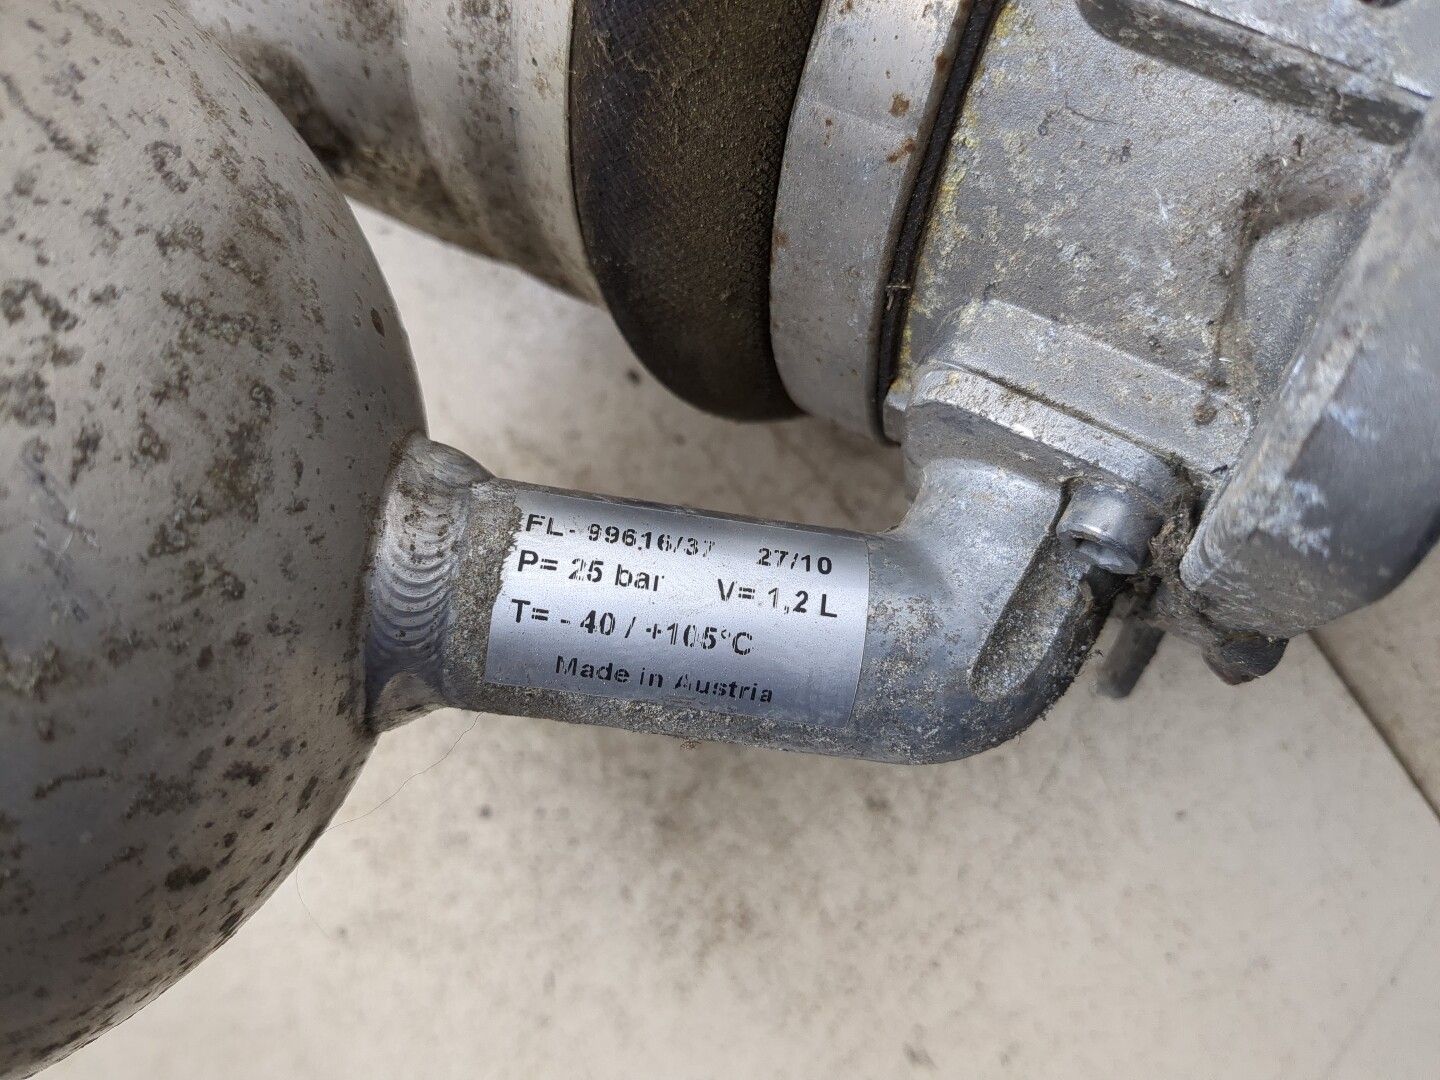 FL- 99616/37 27/10
P= 25 bar V= 1,2 L
T= - 40 / +105°C
Made in Austria